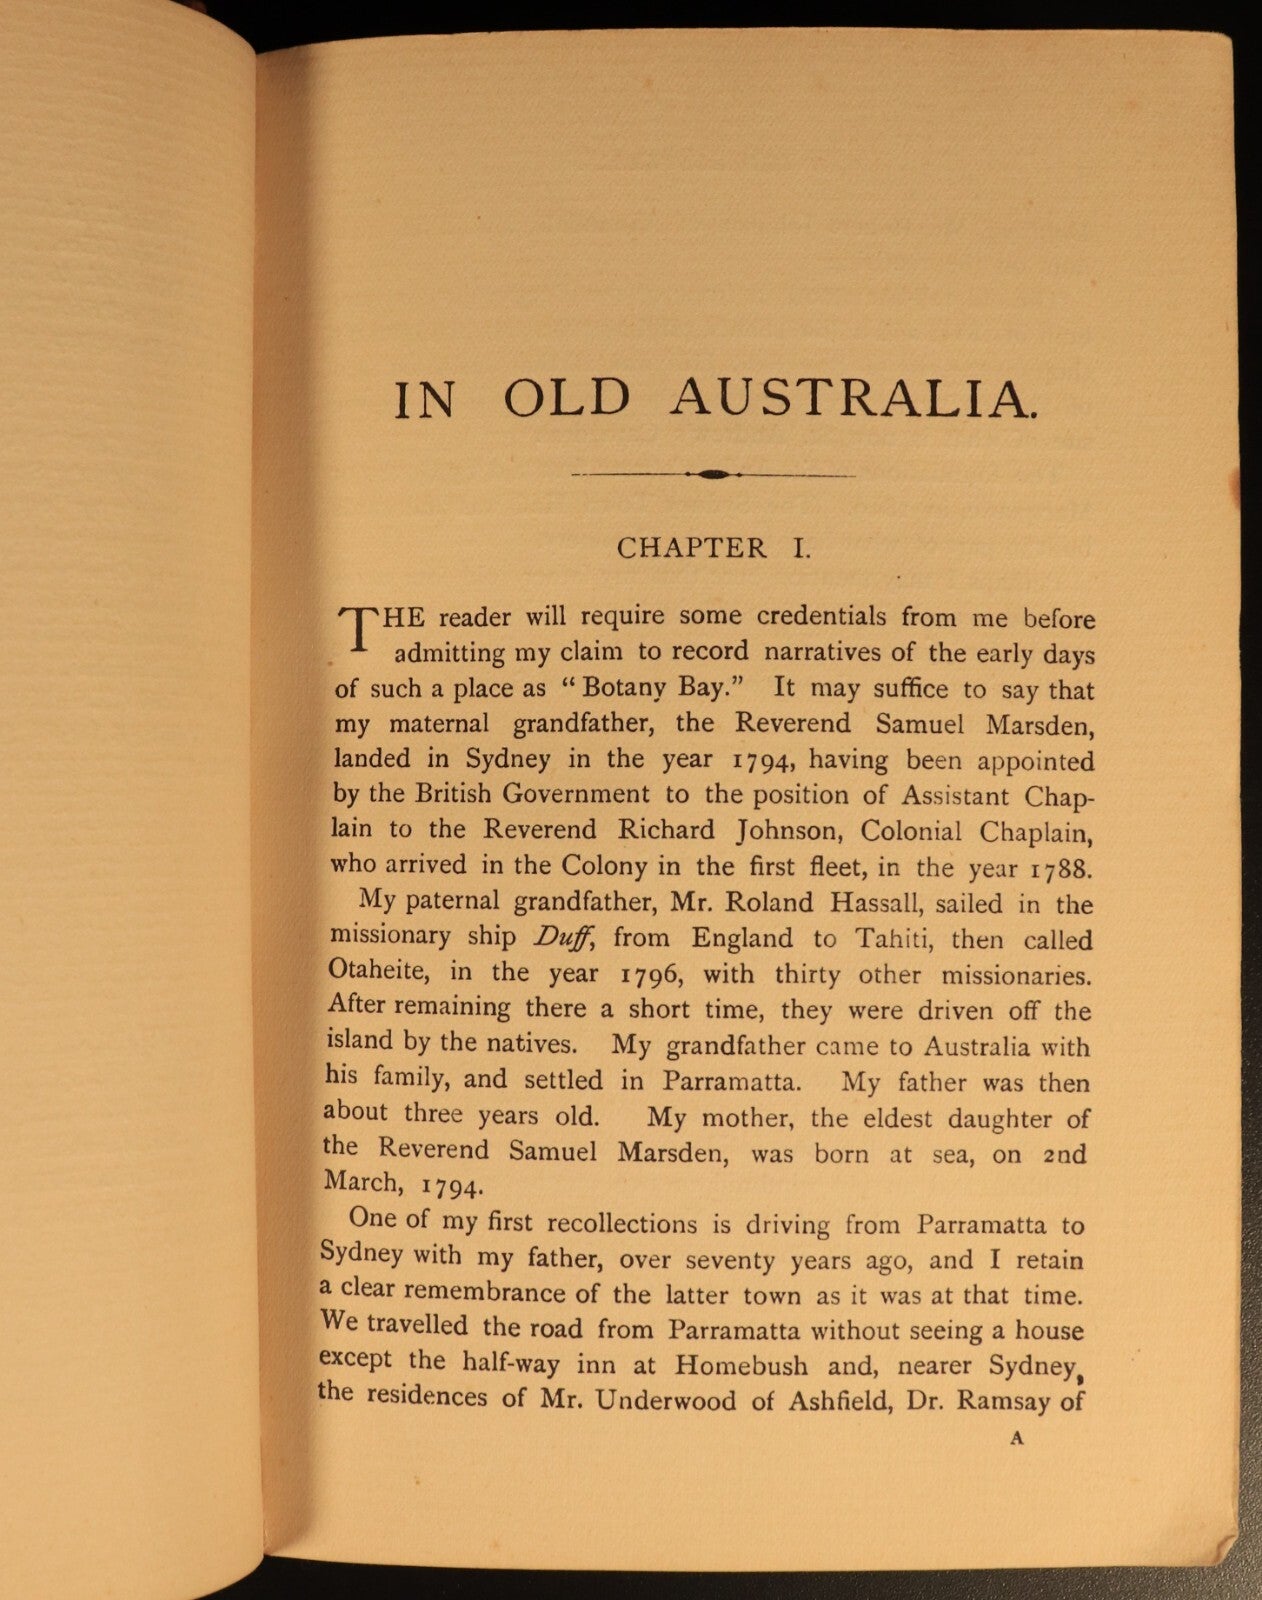 IN OLD AUSTRALIA.
CHAPTER I.
THE reader will require some credentials from me before
admitting my claim to record narratives of the early days
of such a place as “Botany Bay.” It may suffice to say that
my maternal grandfather, the Reverend Samuel Marsden,
landed in Sydney in the year 1794, having been appointed
by the British Government to the position of Assistant Chap-
lain to the Reverend Richard Johnson, Colonial Chaplain,
who arrived in the Colony in the first fleet, in the year 1788.
My paternal grandfather, Mr. Roland Hassall, sailed in the
missionary ship Duff, from England to Tahiti, then called
Otaheite, in the year 1796, with thirty other missionaries.
After remaining there a short time, they were driven off the
island by the natives. My grandfather came to Australia with
his family, and settled in Parramatta. My father was then
about three years old. My mother, the eldest daughter of
the Reverend Samuel Marsden, was born at sea, on 2nd
March, 1794.
One of my first recollections is driving from Parramatta to
Sydney with my father, over seventy years ago, and I retain
a clear remembrance of the latter town as it was at that time.
We travelled the road from Parramatta without seeing a house
except the half-way inn at Homebush and, nearer Sydney,
the residences of Mr. Underwood of Ashfield, Dr. Ramsay of
A